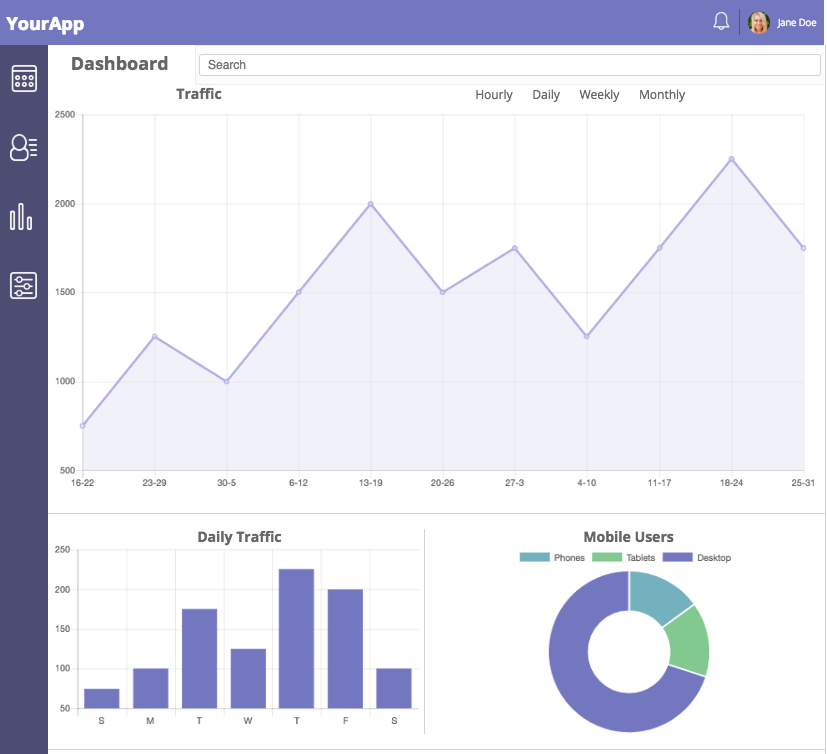 YourApp
Jane Doe
Dashboard
Search
Traffic
Hourly Daily Weekly Monthly
2500
2000
1500
1000
500
16-22 23-29 30-5 6-12 13-19 20-26 27-3 4-10 11-17 18-24 25-31
Daily Traffic
250
200
150
100
50
S M T W T F S
Mobile Users
Phones Tablets Desktop